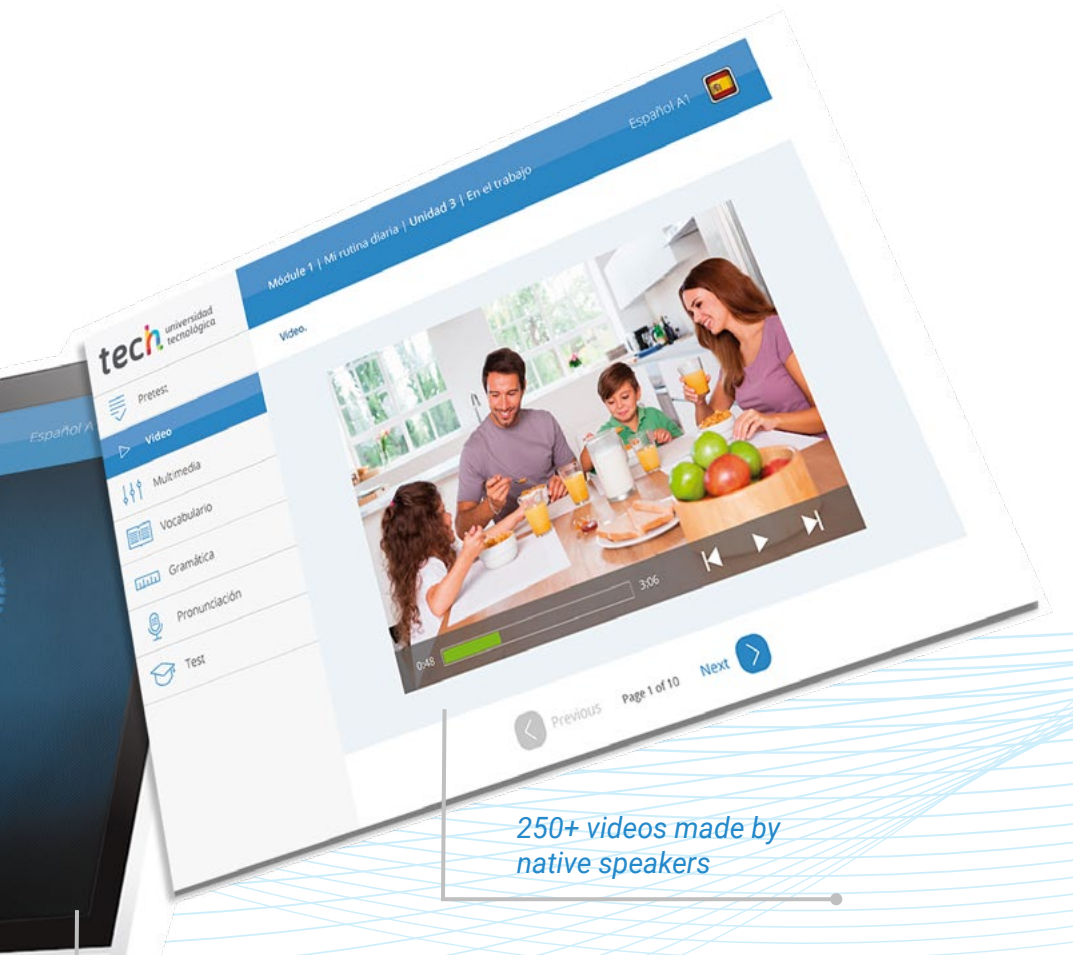 Español A1
Módule 1 | Mi rutina diaria | Unidad 3 | En el trabajo
tech universidad
tecnológica
Video.
Pretest
Video
Multimedia
Vocabulario
Gramática
Pronunciación
Test
Español A
0:48
3:06
Previous
Page 1 of 10
Next
250+ videos made by
native speakers